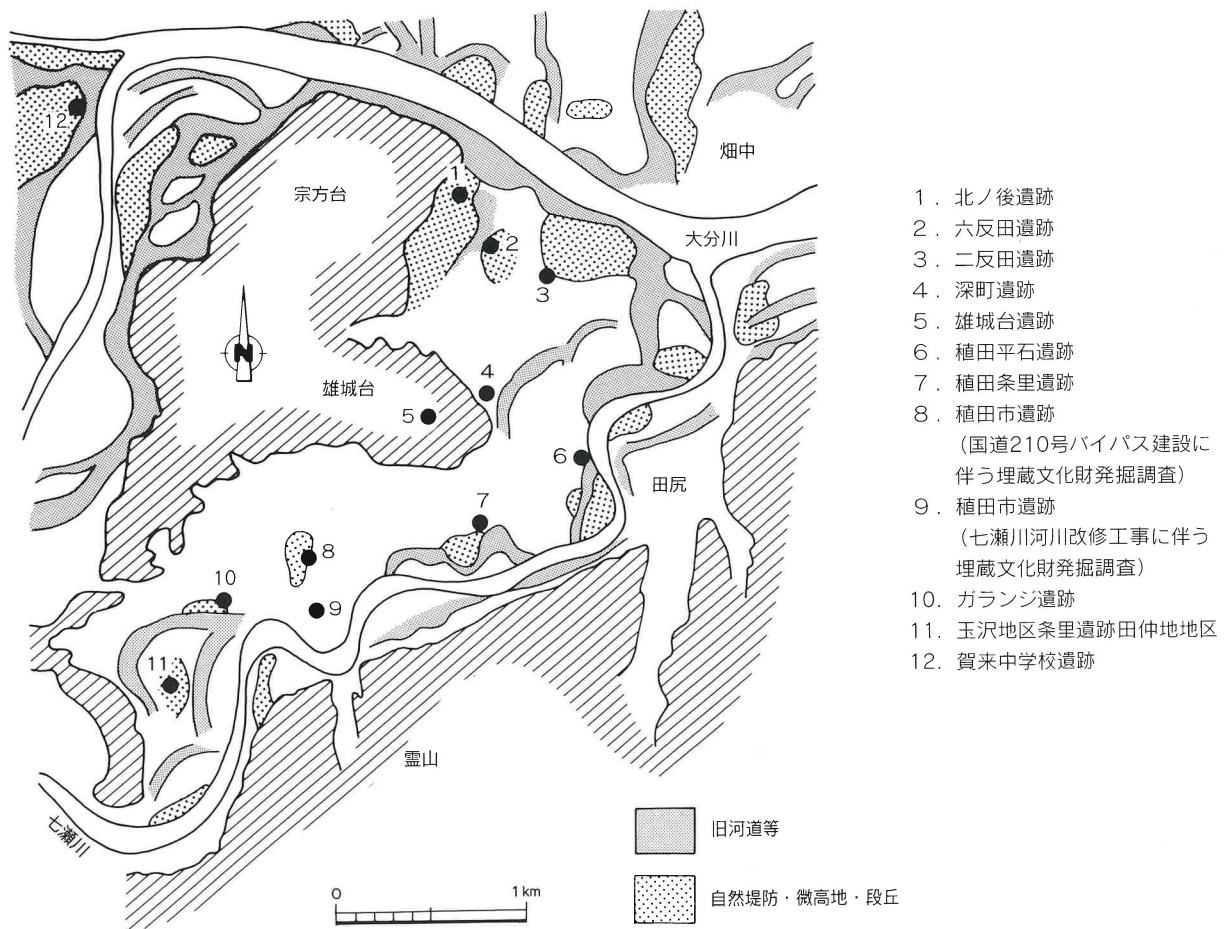 12
1
宗方台
畑中
2
大分川
3
N
4
雄城台
5
6
田尻
7
8
10
9
11
霊山
七瀬川
旧河道等
自然堤防・微高地・段丘
0 1km
1．北ノ後遺跡
2．六反田遺跡
3．二反田遺跡
4．深町遺跡
5．雄城台遺跡
6．稙田平石遺跡
7．稙田条里遺跡
8．稙田市遺跡
（国道210号バイパス建設に
伴う埋蔵文化財発掘調査）
9．稙田市遺跡
（七瀬川河川改修工事に伴う
埋蔵文化財発掘調査）
10．ガランジ遺跡
11．玉沢地区条里遺跡田仲地地区
12．賀来中学校遺跡